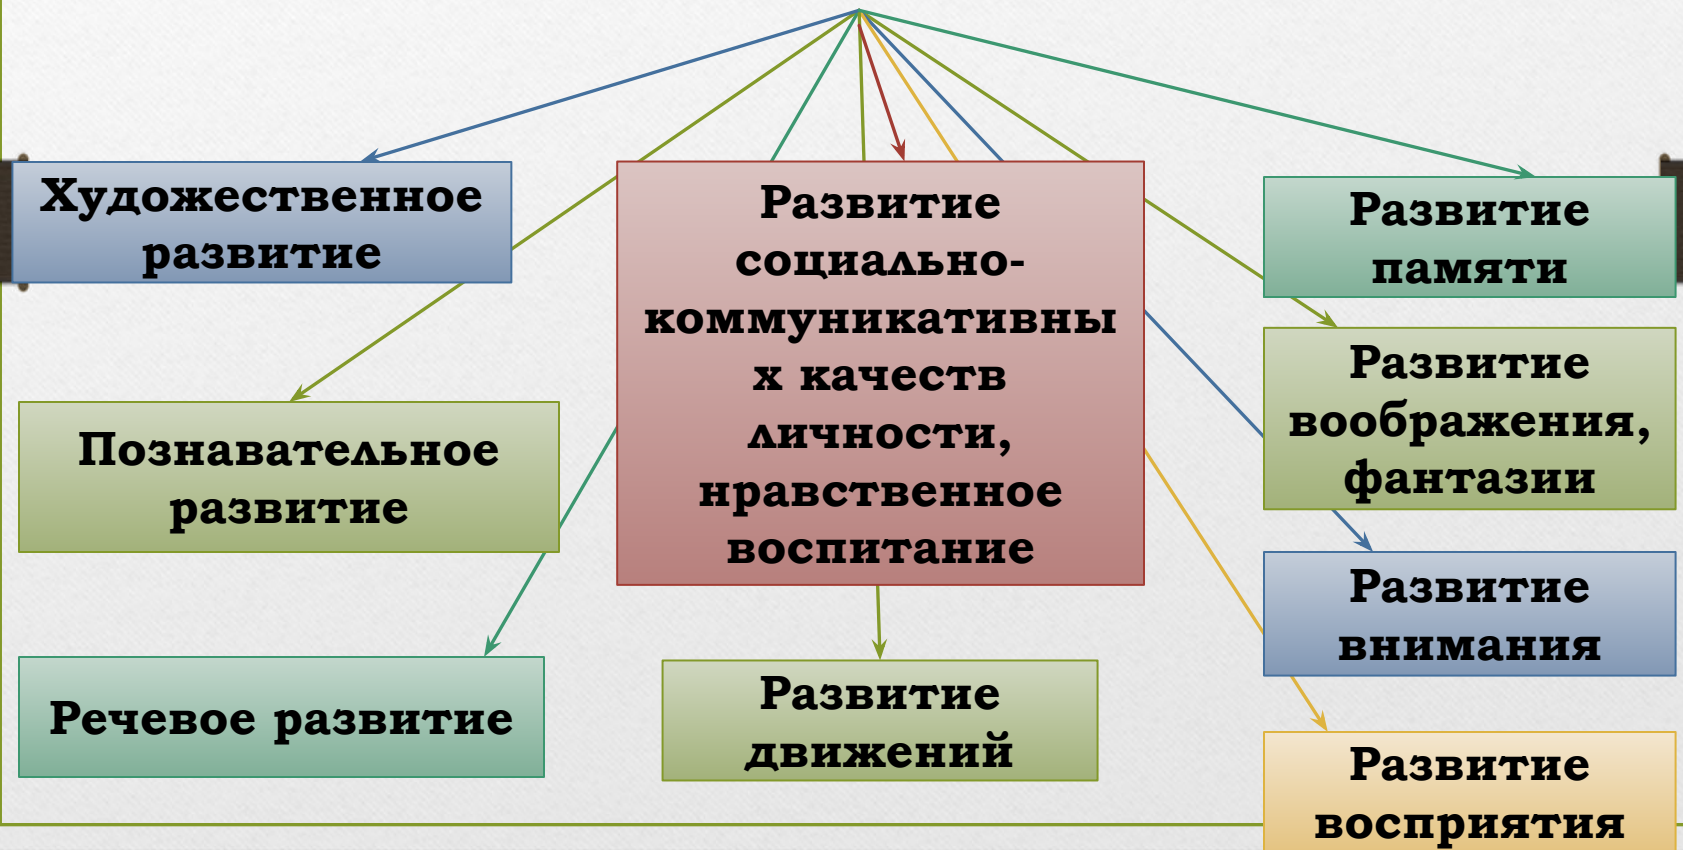 Художественное
развитие
Познавательное
развитие
Речевое развитие
Развитие
социально-
коммуникативны
х качеств
личности,
нравственное
воспитание
Развитие
движений
Развитие
памяти
Развитие
воображения,
фантазии
Развитие
внимания
Развитие
восприятия